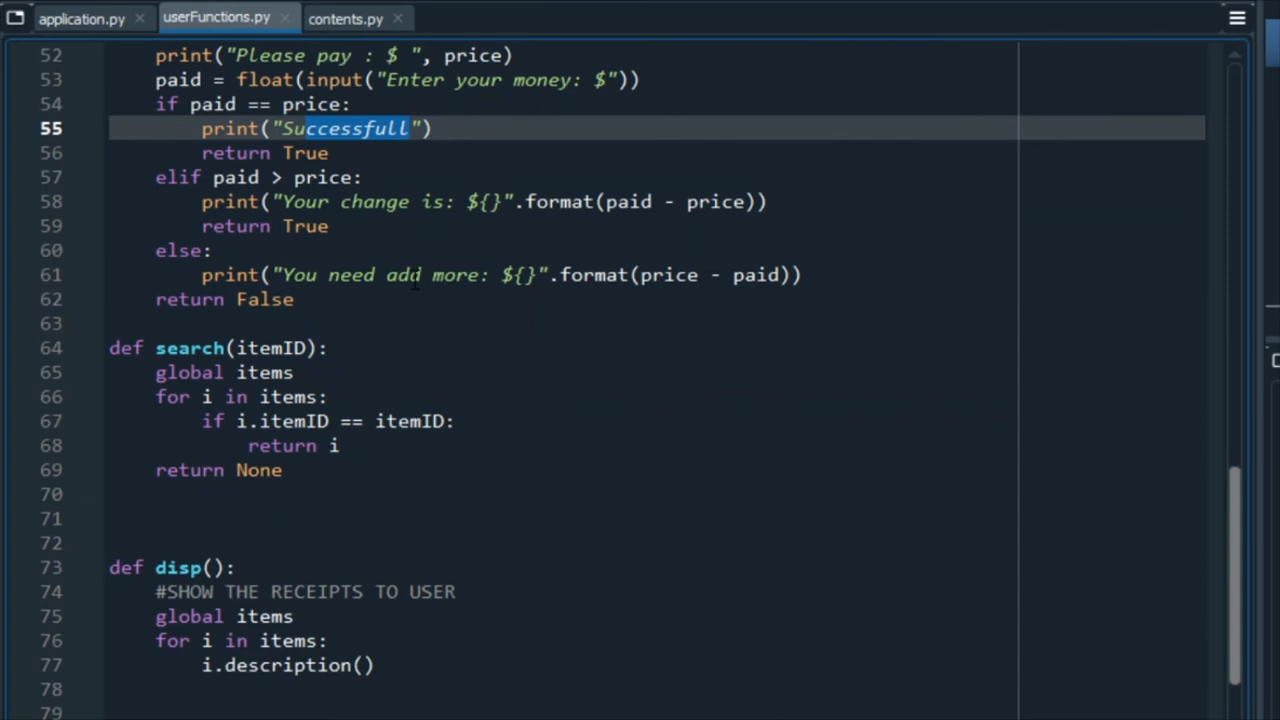 application.py userFunctions.py contents.py
52 print("Please pay : $ ", price)
53 paid = float(input("Enter your money: $"))
54 if paid == price:
55 print("Successfull")
56 return True
57 elif paid > price:
58 print("Your change is: ${}".format(paid - price))
59 return True
60 else:
61 print("You need add more: ${}".format(price - paid))
62 return False
63
64 def search(itemID):
65 global items
66 for i in items:
67 if i.itemID == itemID:
68 return i
69 return None
70
71
72
73 def disp():
74 #SHOW THE RECEIPTS TO USER
75 global items
76 for i in items:
77 i.description()
78
79